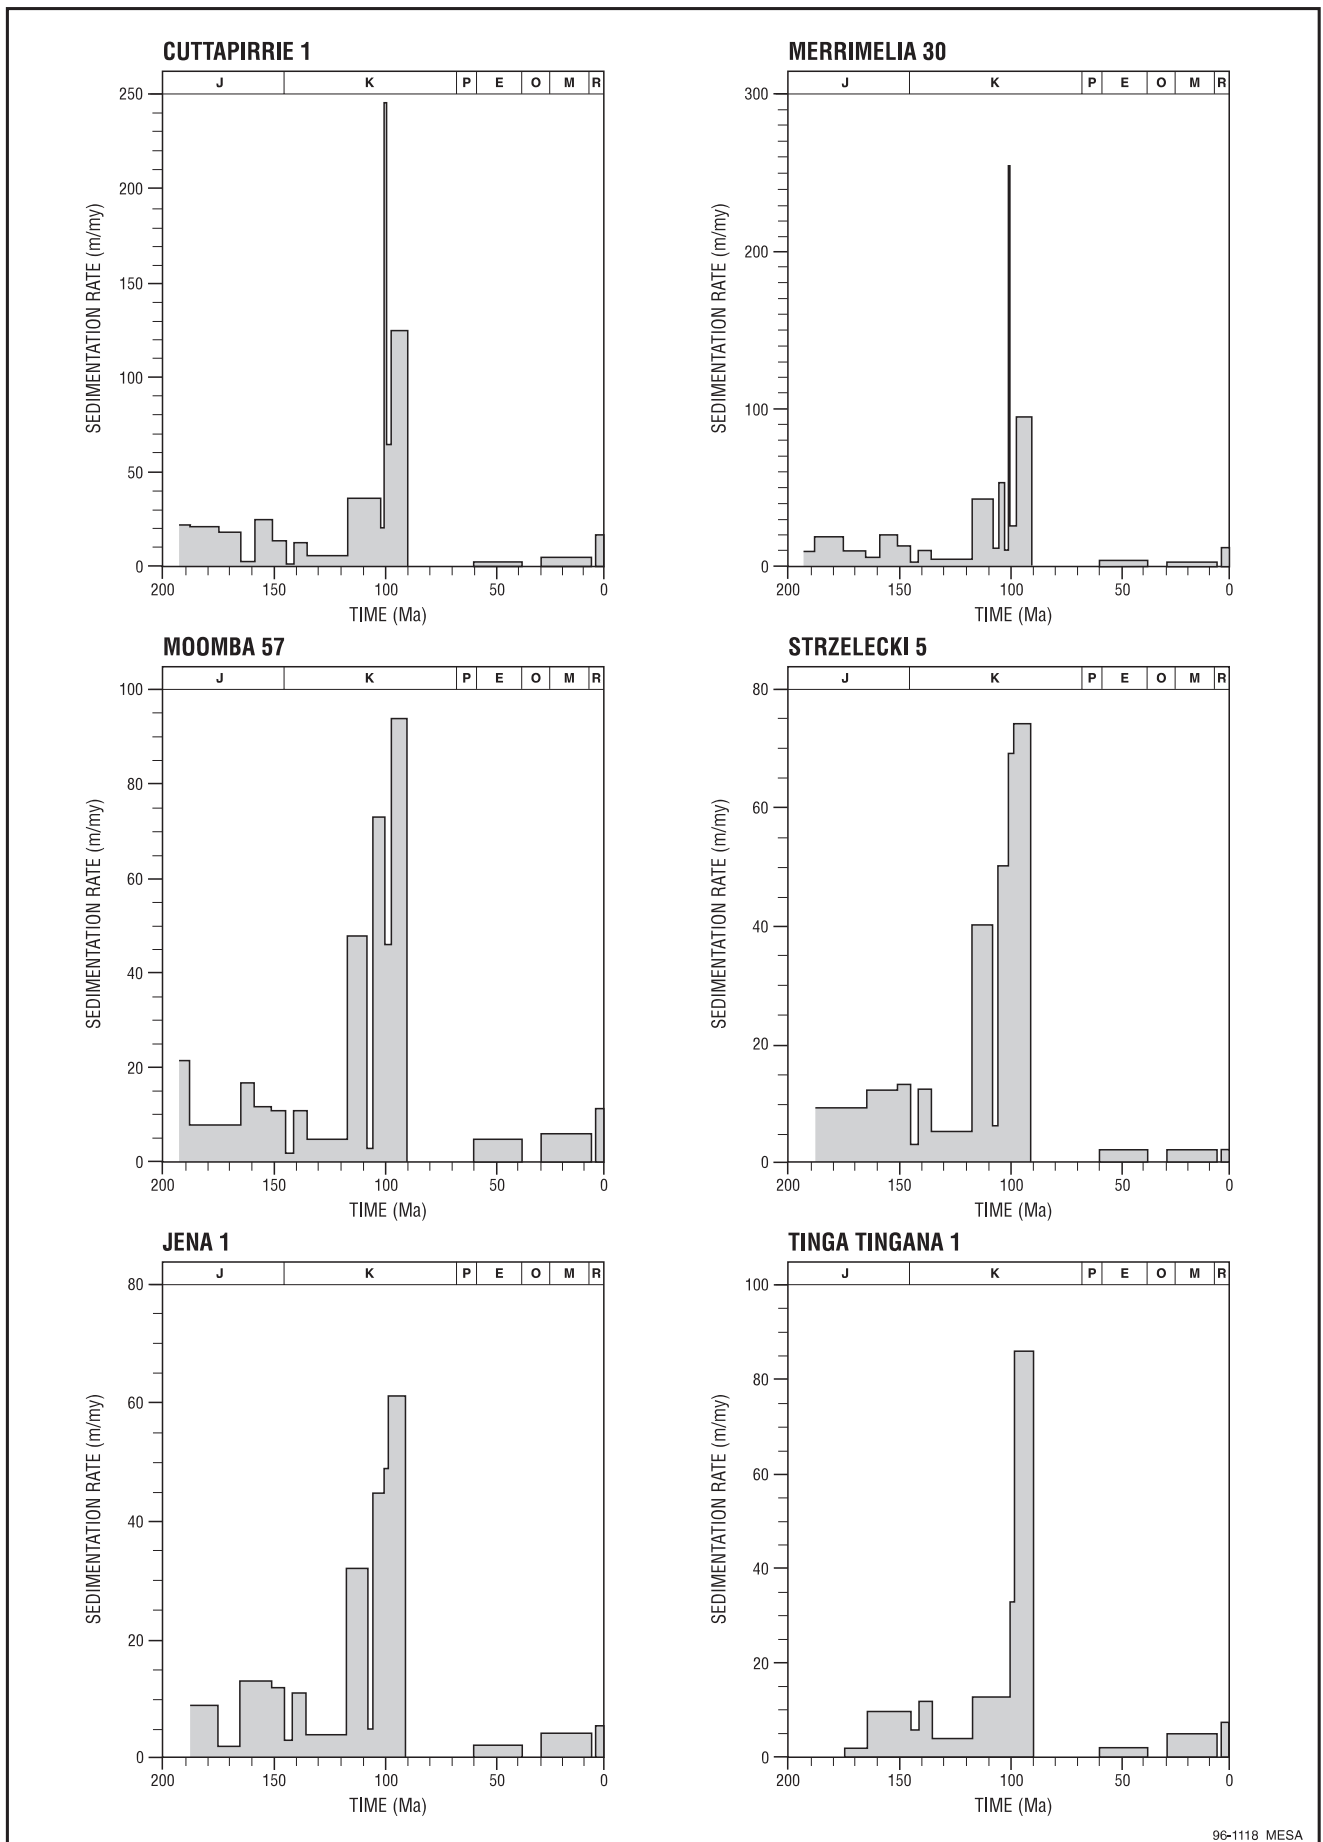 CUTTAPIRRIE 1
J K P E O M R
250
200
150
100
50
0
SEDIMENTATION RATE (m/my)
200 150 100 50 0
TIME (Ma)
MERRIMELIA 30
J K P E O M R
300
200
100
0
SEDIMENTATION RATE (m/my)
200 150 100 50 0
TIME (Ma)
MOOMBA 57
J K P E O M R
100
80
60
40
20
0
SEDIMENTATION RATE (m/my)
200 150 100 50 0
TIME (Ma)
STRZELECKI 5
J K P E O M R
80
60
40
20
0
SEDIMENTATION RATE (m/my)
200 150 100 50 0
TIME (Ma)
JENA 1
J K P E O M R
80
60
40
20
0
SEDIMENTATION RATE (m/my)
200 150 100 50 0
TIME (Ma)
TINGA TINGANA 1
J K P E O M R
100
80
60
40
20
0
SEDIMENTATION RATE (m/my)
200 150 100 50 0
TIME (Ma)
96-1118 MESA